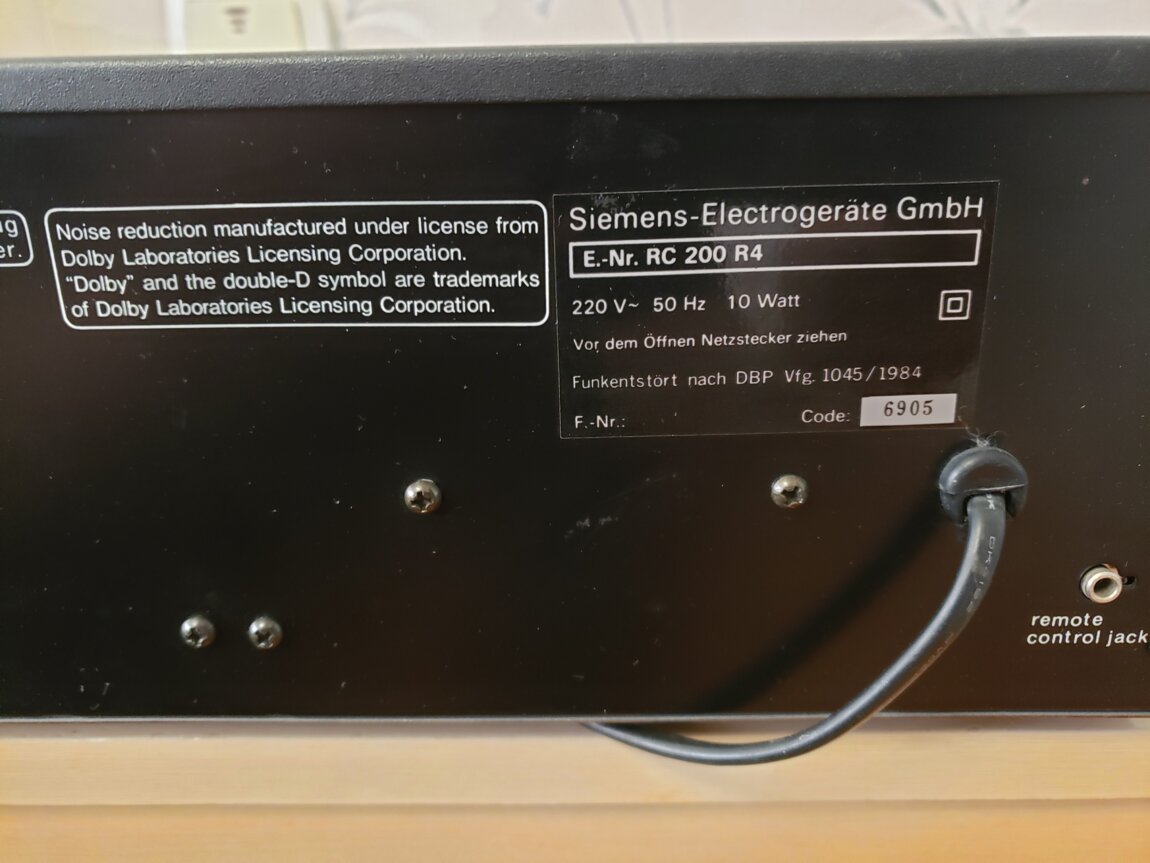 Noise reduction manufactured under license from
Dolby Laboratories Licensing Corporation.
“Dolby” and the double-D symbol are trademarks
of Dolby Laboratories Licensing Corporation.
Siemens-Electrogeräte GmbH
E.-Nr. RC 200 R4
220 V~ 50 Hz 10 Watt
Vor dem Öffnen Netzstecker ziehen
Funkentstört nach DBP Vfg. 1045/1984
F.-Nr.:
Code: 6905
remote
control jack